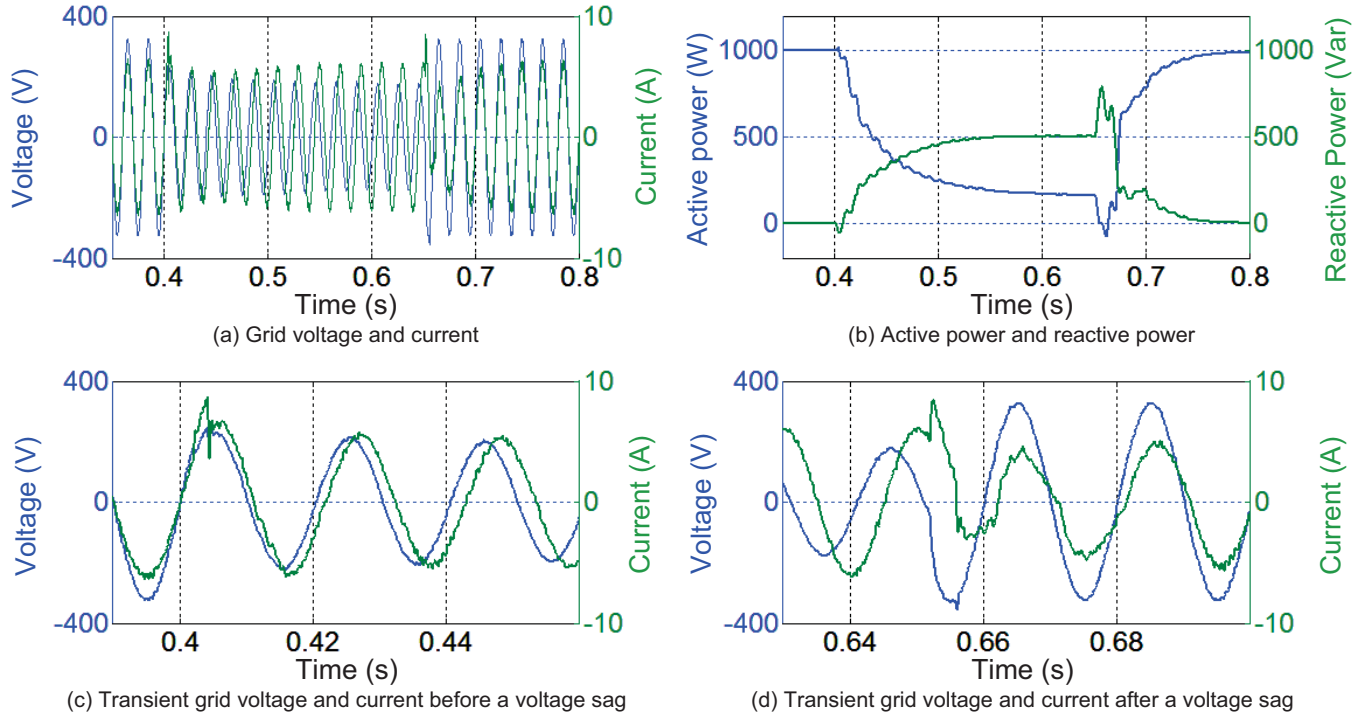 400
10
Voltage (V)
0
0
Current (A)
-400
-10
0.4
0.5
0.6
0.7
0.8
Time (s)
(a) Grid voltage and current
1000
1000
Active power (W)
500
500
Reactive Power (Var)
0
0
0.4
0.5
0.6
0.7
0.8
Time (s)
(b) Active power and reactive power
400
10
Voltage (V)
0
0
Current (A)
-400
-10
0.4
0.42
0.44
Time (s)
(c) Transient grid voltage and current before a voltage sag
400
10
Voltage (V)
0
0
Current (A)
-400
-10
0.64
0.66
0.68
Time (s)
(d) Transient grid voltage and current after a voltage sag